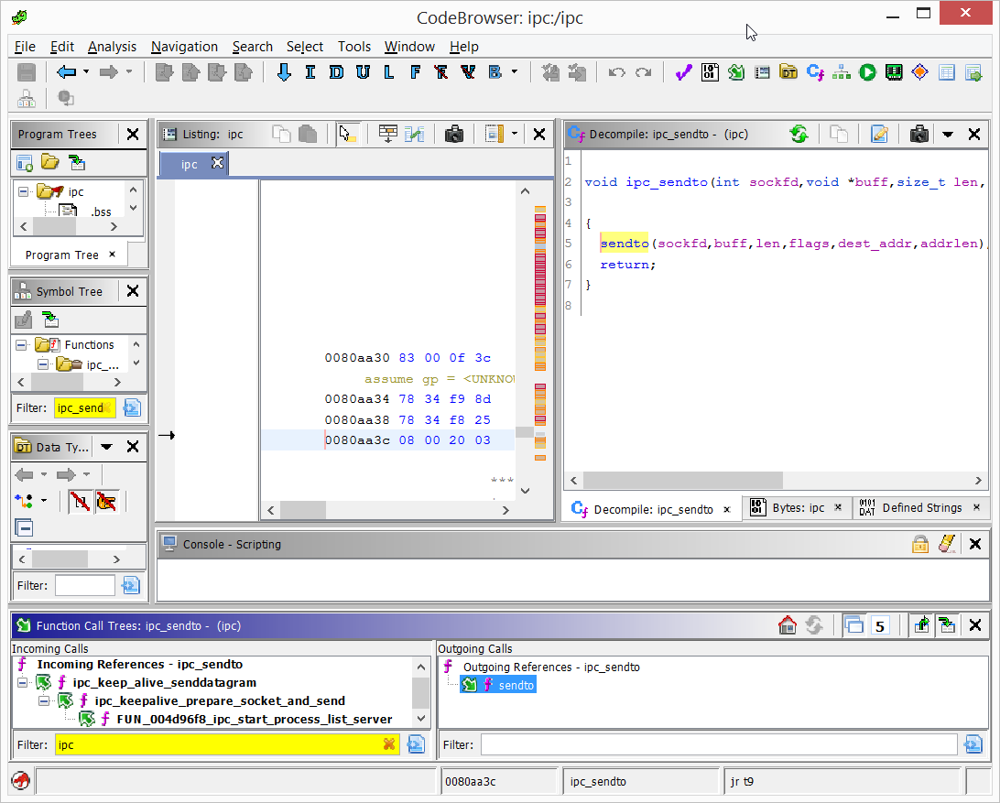 CodeBrowser: ipc:/ipc
File Edit Analysis Navigation Search Select Tools Window Help
I D U L F V B
Program Trees
ipc
.bss
Program Tree
Symbol Tree
Functions
ipc_...
Filter: ipc_send
Data Ty...
Filter:
Listing: ipc
ipc
0080aa30 83 00 0f 3c
assume gp = <UNKNO
0080aa34 78 34 f9 8d
0080aa38 78 34 f8 25
0080aa3c 08 00 20 03
***
Decompile: ipc_sendto - (ipc)
1
2 void ipc_sendto(int sockfd,void *buff,size_t len,
3
4 {
5 sendto(sockfd,buff,len,flags,dest_addr,addrlen)
6 return;
7 }
8
Decompile: ipc_sendto
Bytes: ipc
Defined Strings
Console - Scripting
Function Call Trees: ipc_sendto - (ipc)
5
Incoming Calls
Incoming References - ipc_sendto
f ipc_keep_alive_senddatagram
f ipc_keepalive_prepare_socket_and_send
f FUN_004d96f8_ipc_start_process_list_server
Filter: ipc
Outgoing Calls
f Outgoing References - ipc_sendto
f sendto
Filter:
0080aa3c
ipc_sendto
jr t9